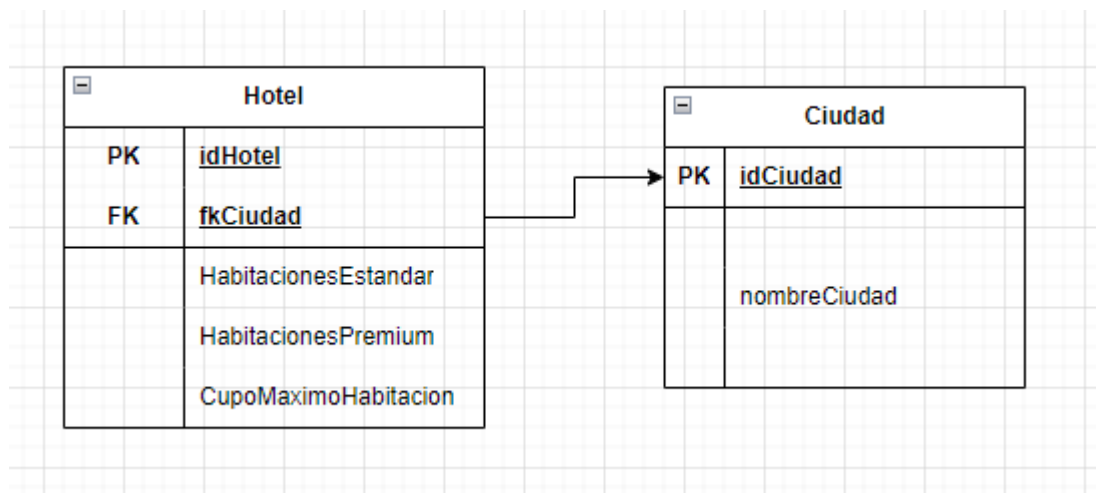 Hotel
PK idHotel
FK fkCiudad
HabitacionesEstandar
HabitacionesPremium
CupoMaximoHabitacion
Ciudad
PK idCiudad
nombreCiudad